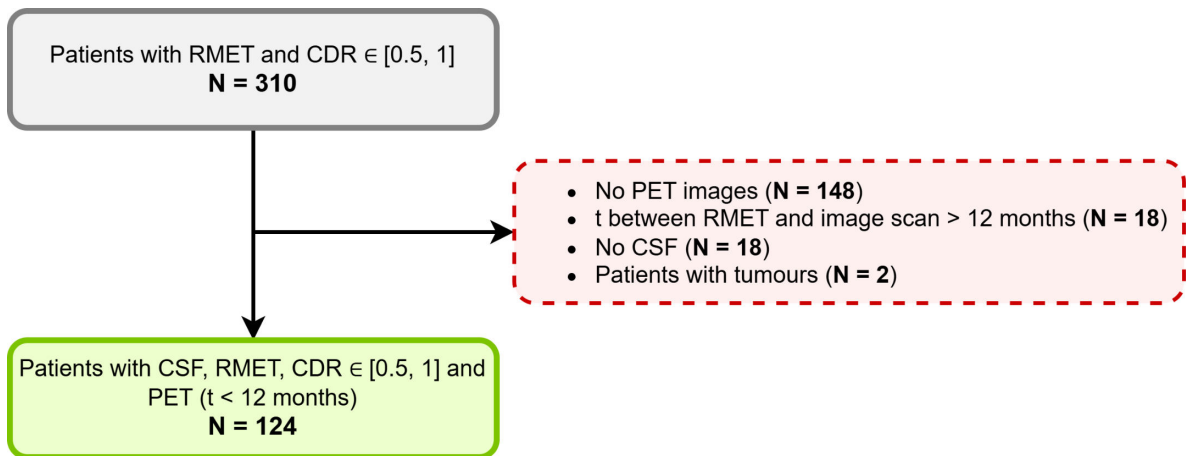 Patients with RMET and CDR ∈ [0.5, 1]
N = 310
• No PET images (N = 148)
• t between RMET and image scan > 12 months (N = 18)
• No CSF (N = 18)
• Patients with tumours (N = 2)
Patients with CSF, RMET, CDR ∈ [0.5, 1] and
PET (t < 12 months)
N = 124